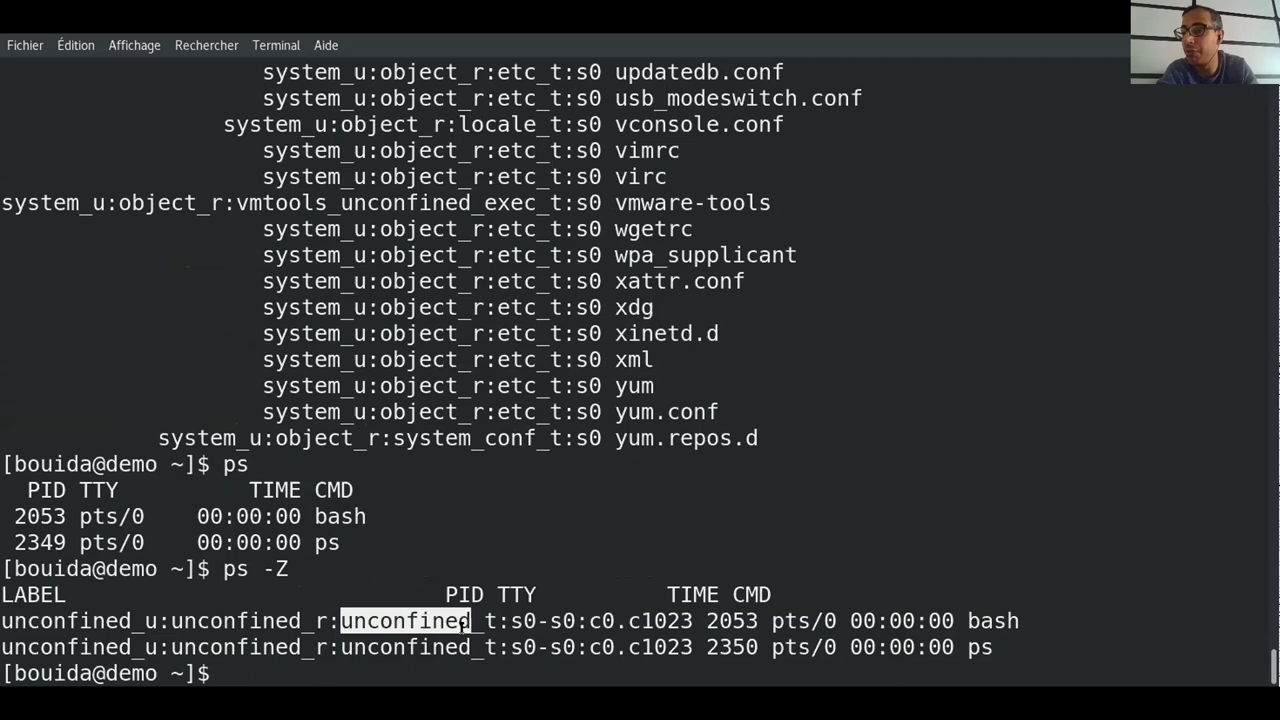 Fichier Édition Affichage Rechercher Terminal Aide
system_u:object_r:etc_t:s0 updatedb.conf
system_u:object_r:etc_t:s0 usb_modeswitch.conf
system_u:object_r:locale_t:s0 vconsole.conf
system_u:object_r:etc_t:s0 vimrc
system_u:object_r:etc_t:s0 virc
system_u:object_r:vmtools_unconfined_exec_t:s0 vmware-tools
system_u:object_r:etc_t:s0 wgetrc
system_u:object_r:etc_t:s0 wpa_supplicant
system_u:object_r:etc_t:s0 xattr.conf
system_u:object_r:etc_t:s0 xdg
system_u:object_r:etc_t:s0 xinetd.d
system_u:object_r:etc_t:s0 xml
system_u:object_r:etc_t:s0 yum
system_u:object_r:etc_t:s0 yum.conf
system_u:object_r:system_conf_t:s0 yum.repos.d
[bouida@demo ~]$ ps
PID TTY TIME CMD
2053 pts/0 00:00:00 bash
2349 pts/0 00:00:00 ps
[bouida@demo ~]$ ps -Z
LABEL PID TTY TIME CMD
unconfined_u:unconfined_r:unconfined_t:s0-s0:c0.c1023 2053 pts/0 00:00:00 bash
unconfined_u:unconfined_r:unconfined_t:s0-s0:c0.c1023 2350 pts/0 00:00:00 ps
[bouida@demo ~]$